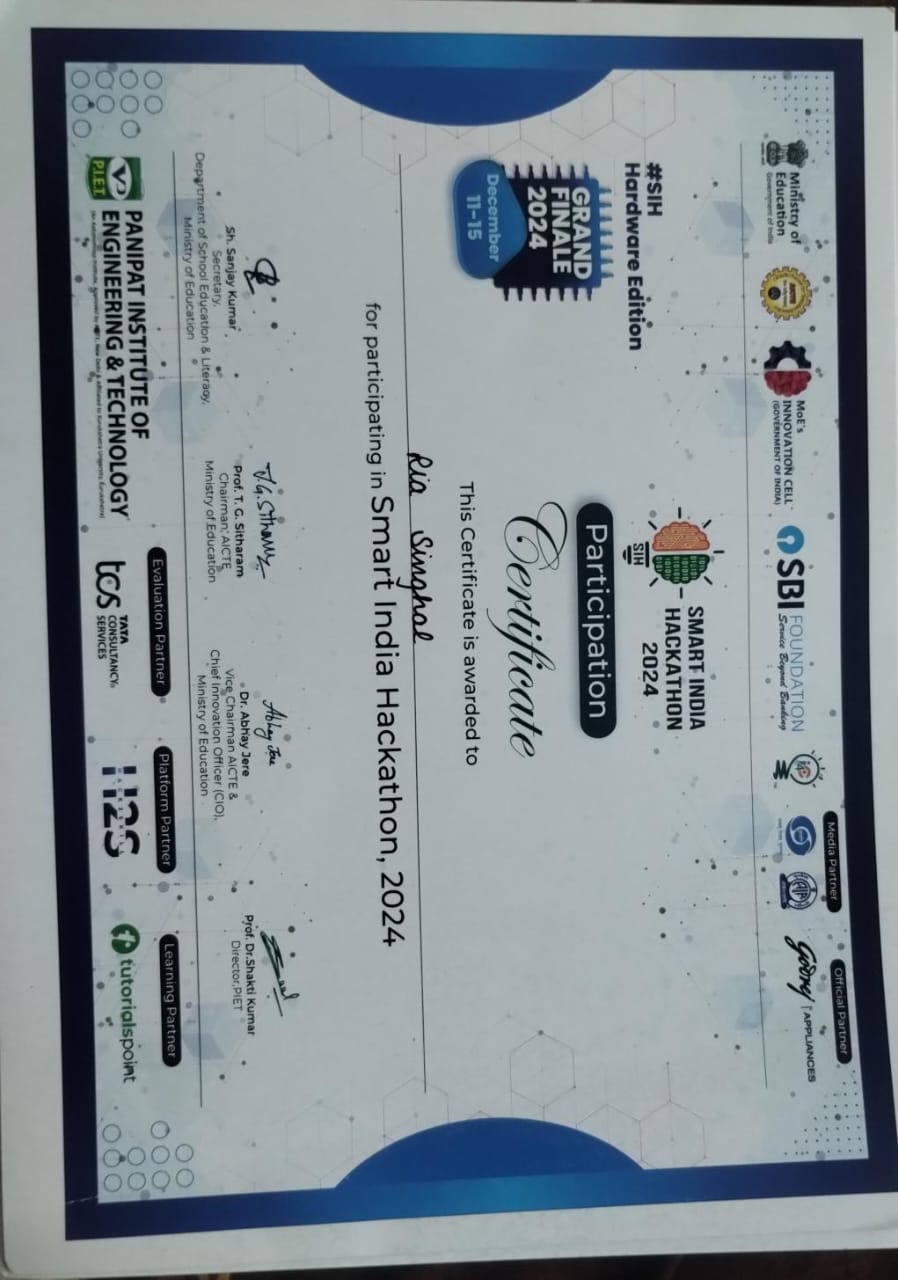 Ministry of
Education
Government of India
MoE's
INNOVATION CELL
(GOVERNMENT OF INDIA)
SBI FOUNDATION
Service Beyond Banking
Media Partner
Official Partner
Godrej | APPLIANCES
#SIH
Hardware Edition
GRAND
FINALE
2024
December
11-15
SIH
SMART INDIA
HACKATHON
2024
Participation
Certificate
This Certificate is awarded to
Ria Singhal
for participating in Smart India Hackathon, 2024
Sh. Sanjay Kumar
Secretary,
Department of School Education & Literacy,
Ministry of Education
T.G. Sitharam
Prof. T. G. Sitharam
Chairman, AICTE
Ministry of Education
Abhay Jere
Dr. Abhay Jere
Vice Chairman AICTE &
Chief Innovation Officer (CIO),
Ministry of Education
Prof. Dr.Shakti Kumar
Director,PIET
P.I.E.T.
PANIPAT INSTITUTE OF
ENGINEERING & TECHNOLOGY
Evaluation Partner
tcs TATA
CONSULTANCY
SERVICES
Platform Partner
H2S
Learning Partner
tutorialspoint